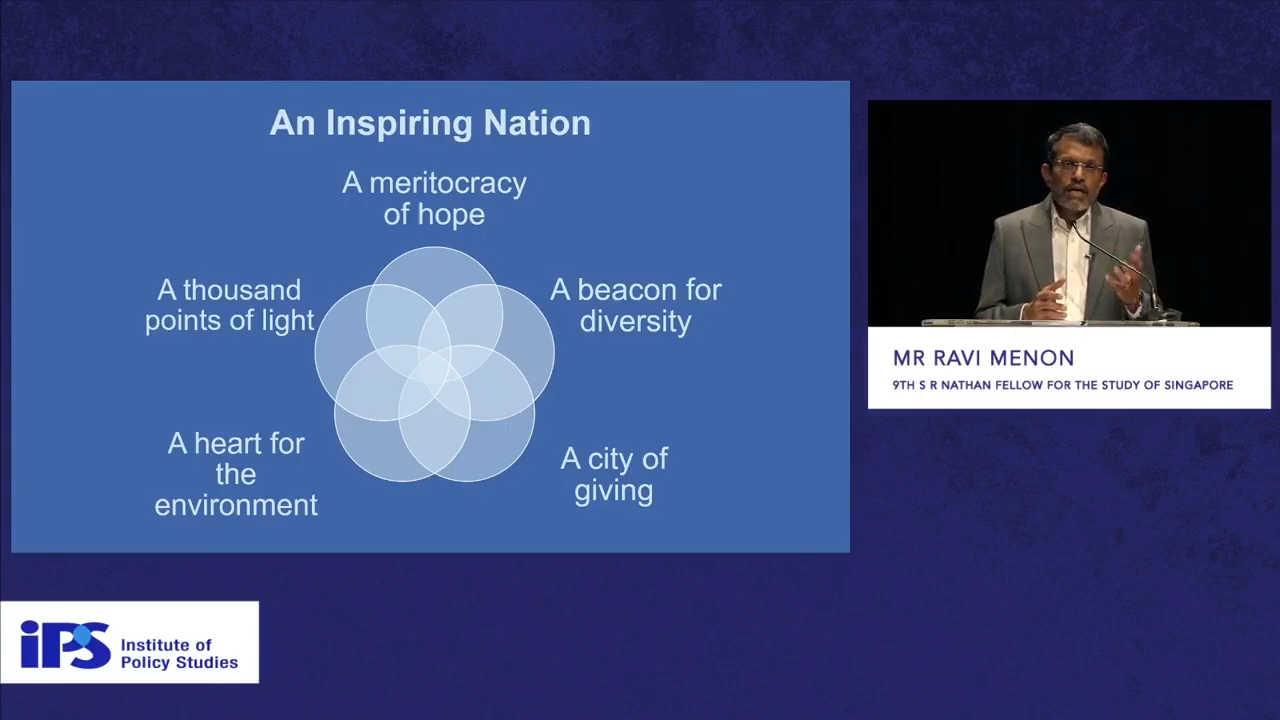 An Inspiring Nation
A meritocracy
of hope
A thousand
points of light
A beacon for
diversity
A heart for
the
environment
A city of
giving
MR RAVI MENON
9TH S R NATHAN FELLOW FOR THE STUDY OF SINGAPORE
iPS
Institute of
Policy Studies